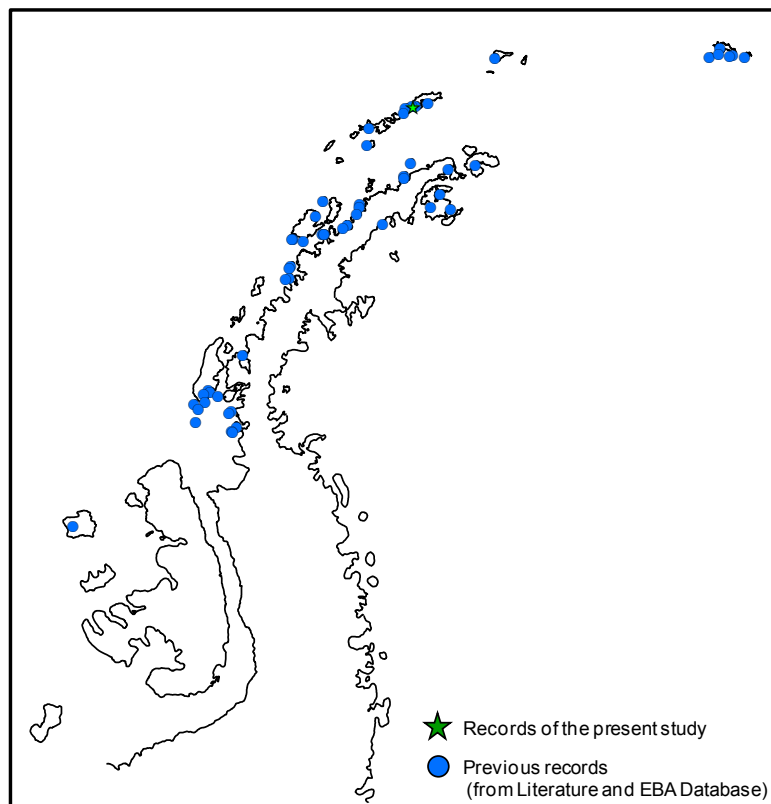 Records of the present study
Previous records
(from Literature and EBA Database)